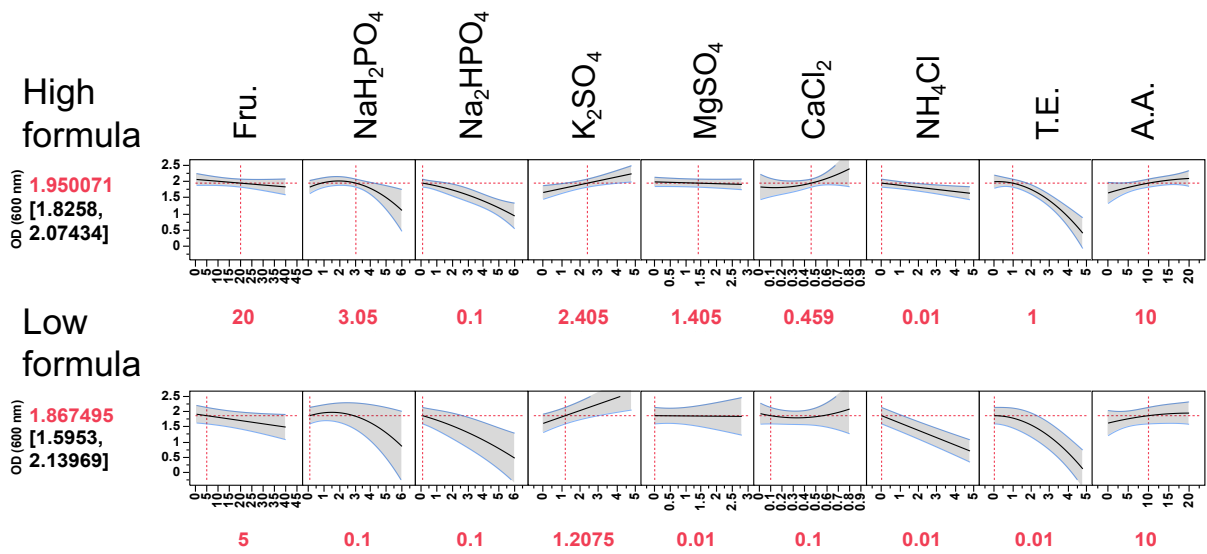 High
formula
Fru.
NaH₂PO₄
Na₂HPO₄
K₂SO₄
MgSO₄
CaCl₂
NH₄Cl
T.E.
A.A.
OD (600 nm)
1.950071
[1.8258,
2.07434]
2.5
2
1.5
1
0.5
0
0 5 10 15 20 25 30 35 40 45
0 1 2 3 4 5 6
0 1 2 3 4 5 6
0 1 2 3 4 5
0 0.5 1 1.5 2 2.5 3
0 0.1 0.2 0.3 0.4 0.5 0.6 0.7 0.8 0.9
0 1 2 3 4 5
0 1 2 3 4 5
0 5 10 15 20
20 3.05 0.1 2.405 1.405 0.459 0.01 1 10
Low
formula
OD (600 nm)
1.867495
[1.5953,
2.13969]
2.5
2
1.5
1
0.5
0
0 5 10 15 20 25 30 35 40 45
0 1 2 3 4 5 6
0 1 2 3 4 5 6
0 1 2 3 4 5
0 0.5 1 1.5 2 2.5 3
0 0.1 0.2 0.3 0.4 0.5 0.6 0.7 0.8 0.9
0 1 2 3 4 5
0 1 2 3 4 5
0 5 10 15 20
5 0.1 0.1 1.2075 0.01 0.1 0.01 0.01 10